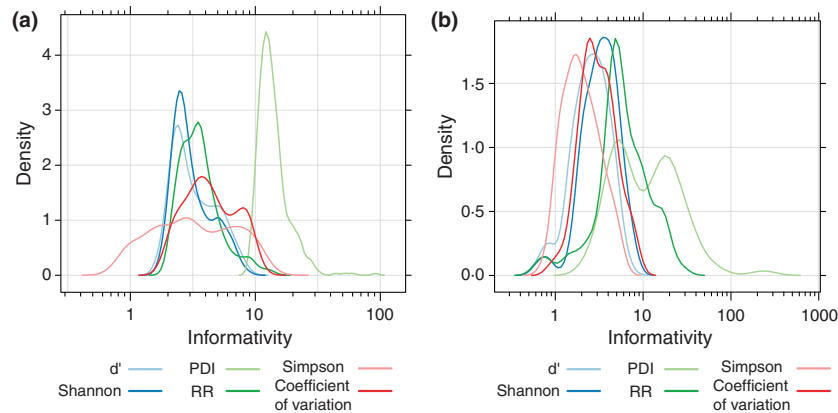 (a)
4
3
2
1
0
Density
1 10 100
Informativity
d' PDI Simpson
Shannon RR Coefficient
of variation
(b)
1·5
1·0
0·5
0·0
Density
1 10 100 1000
Informativity
d' PDI Simpson
Shannon RR Coefficient
of variation